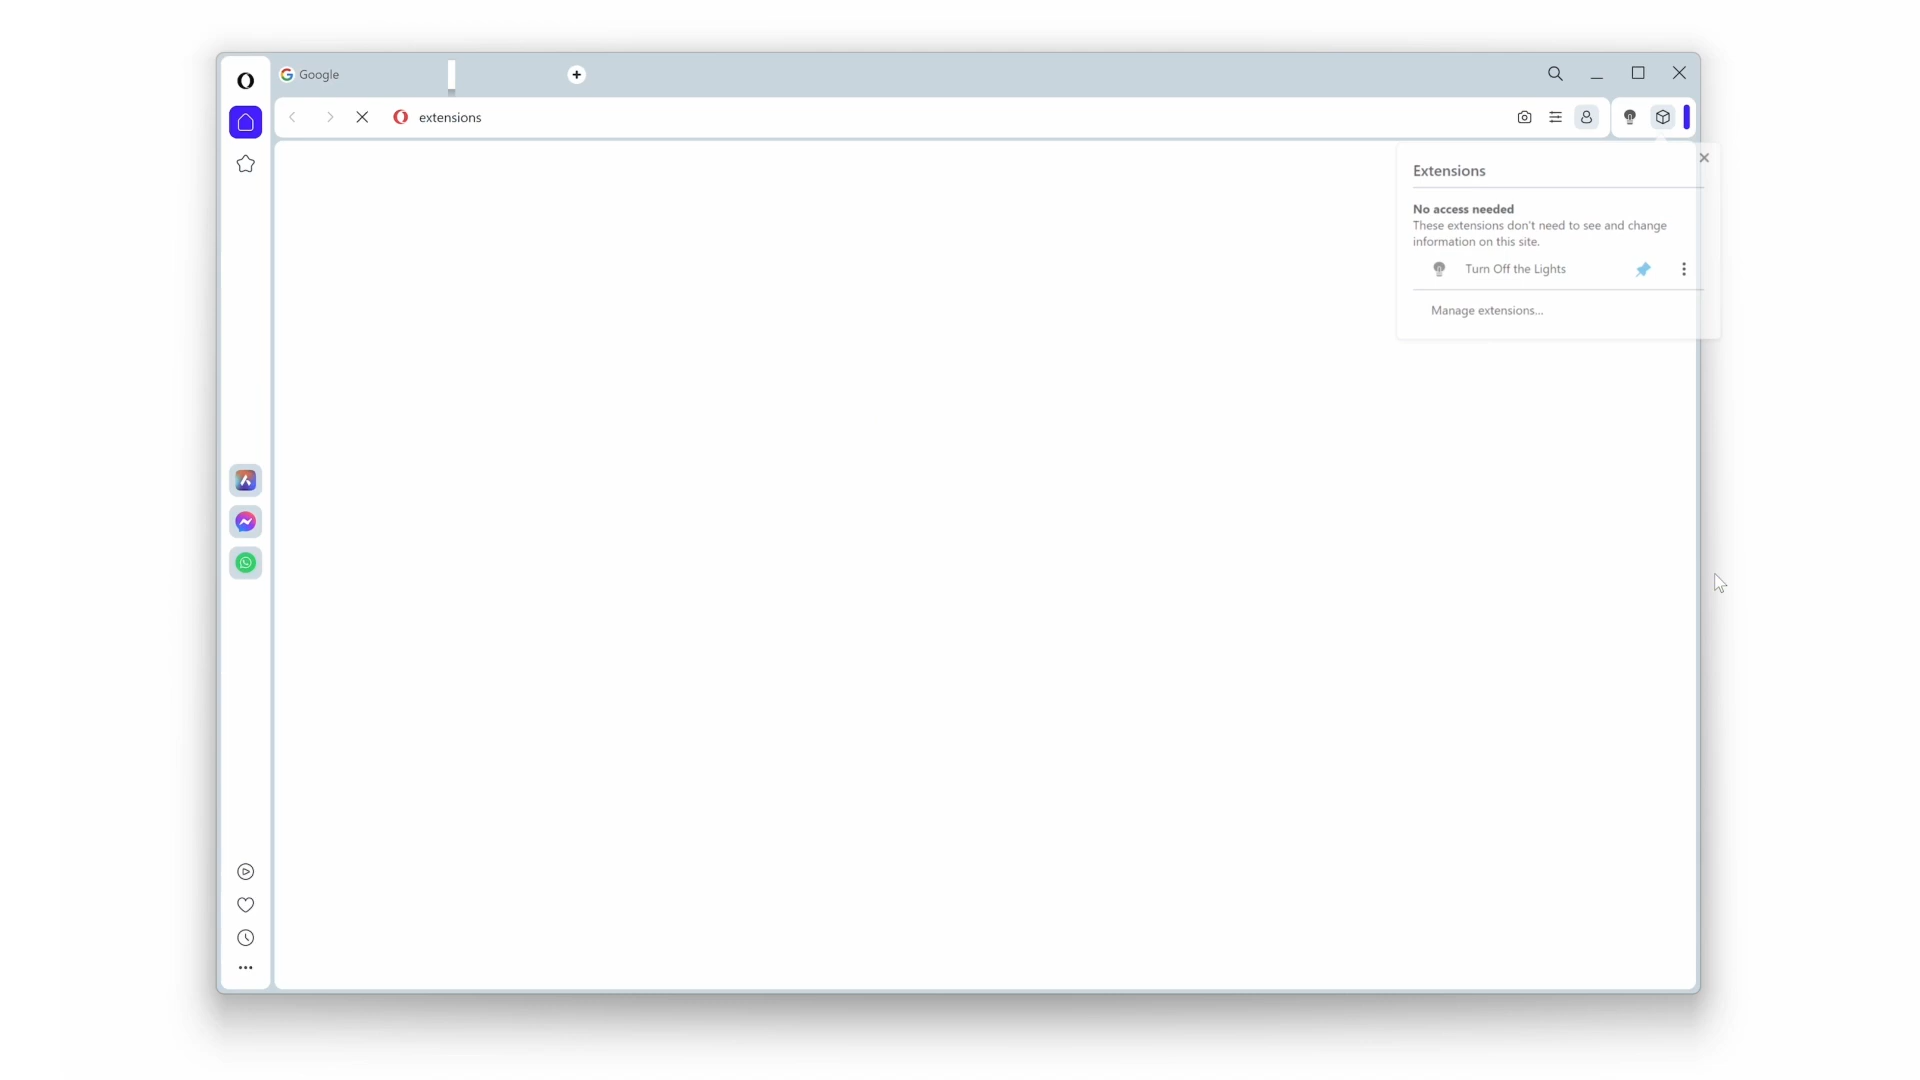 Google
extensions
Extensions
No access needed
These extensions don't need to see and change
information on this site.
Turn Off the Lights
Manage extensions...